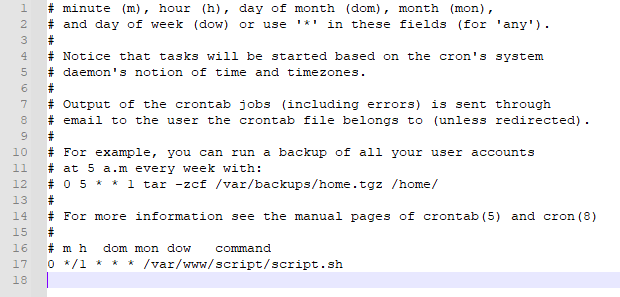 1 # minute (m), hour (h), day of month (dom), month (mon),
2 # and day of week (dow) or use '*' in these fields (for 'any').
3 #
4 # Notice that tasks will be started based on the cron's system
5 # daemon's notion of time and timezones.
6 #
7 # Output of the crontab jobs (including errors) is sent through
8 # email to the user the crontab file belongs to (unless redirected).
9 #
10 # For example, you can run a backup of all your user accounts
11 # at 5 a.m every week with:
12 # 0 5 * * 1 tar -zcf /var/backups/home.tgz /home/
13 #
14 # For more information see the manual pages of crontab(5) and cron(8)
15 #
16 # m h  dom mon dow   command
17 0 */1 * * * /var/www/script/script.sh
18